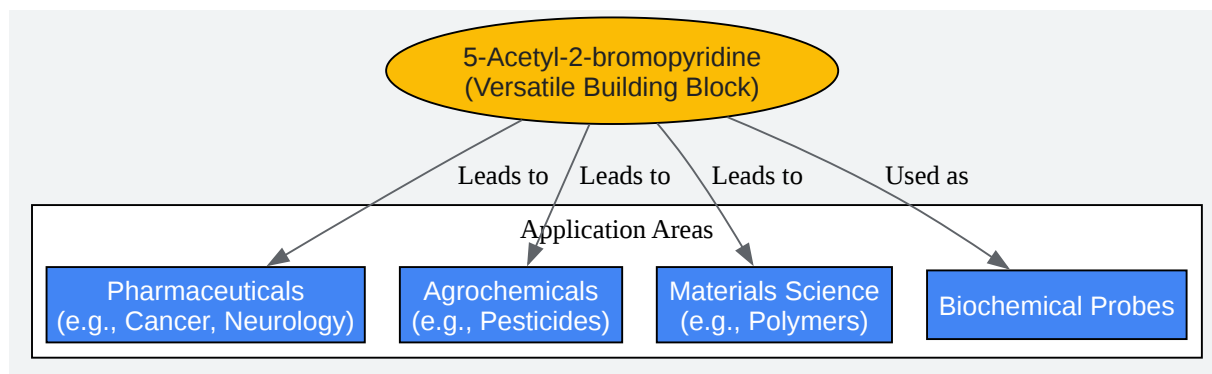 5-Acetyl-2-bromopyridine
(Versatile Building Block)
Leads to
Leads to
Leads to
Used as
Application Areas
Pharmaceuticals
(e.g., Cancer, Neurology)
Agrochemicals
(e.g., Pesticides)
Materials Science
(e.g., Polymers)
Biochemical Probes